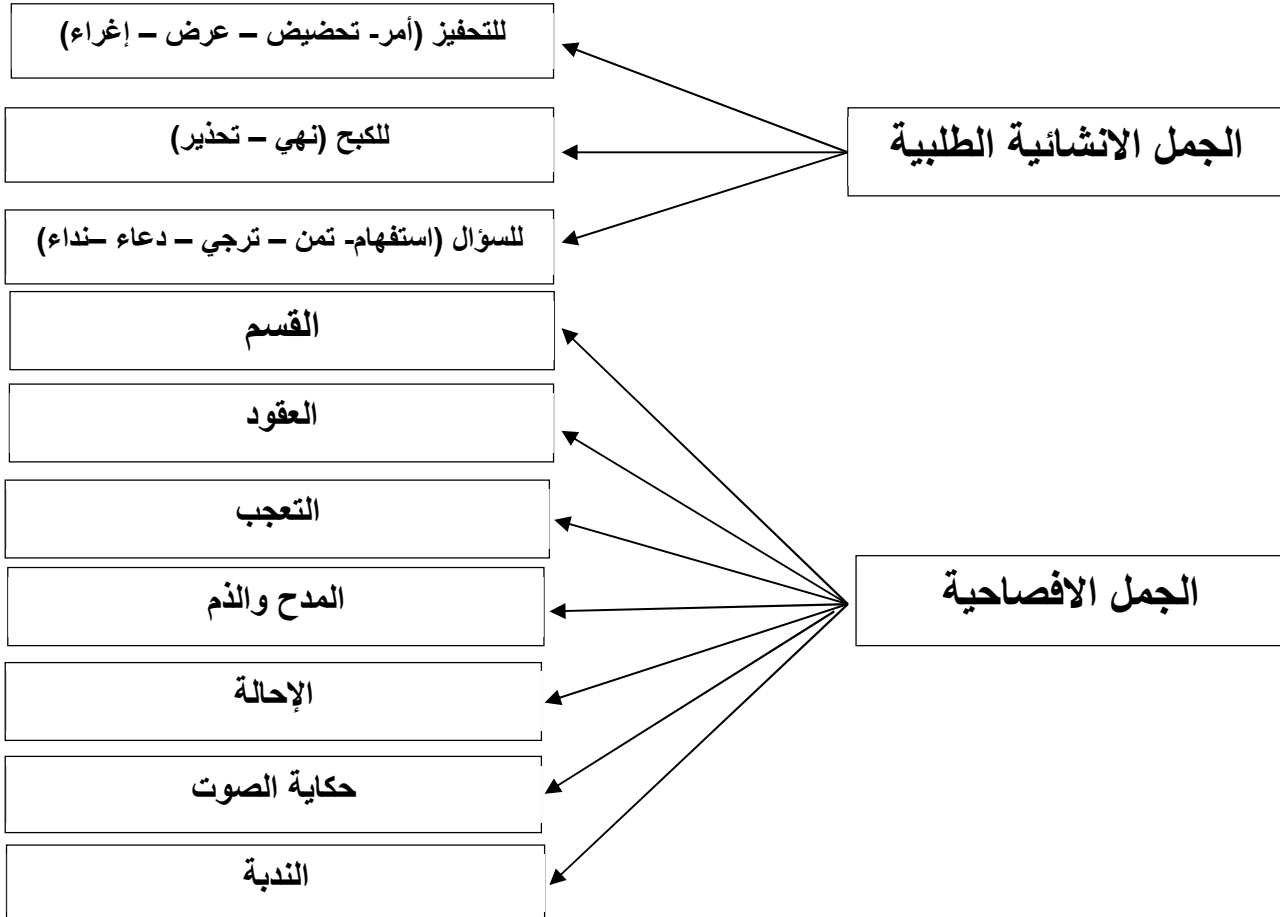 للتحفيز (أمر- تحضيض – عرض – إغراء)
الجمل الانشائية الطلبية
للكبح (نهي – تحذير)
للسؤال (استفهام- تمن – ترجي – دعاء –نداء)
القسم
العقود
التعجب
الجمل الافصاحية
المدح والذم
الإحالة
حكاية الصوت
الندبة